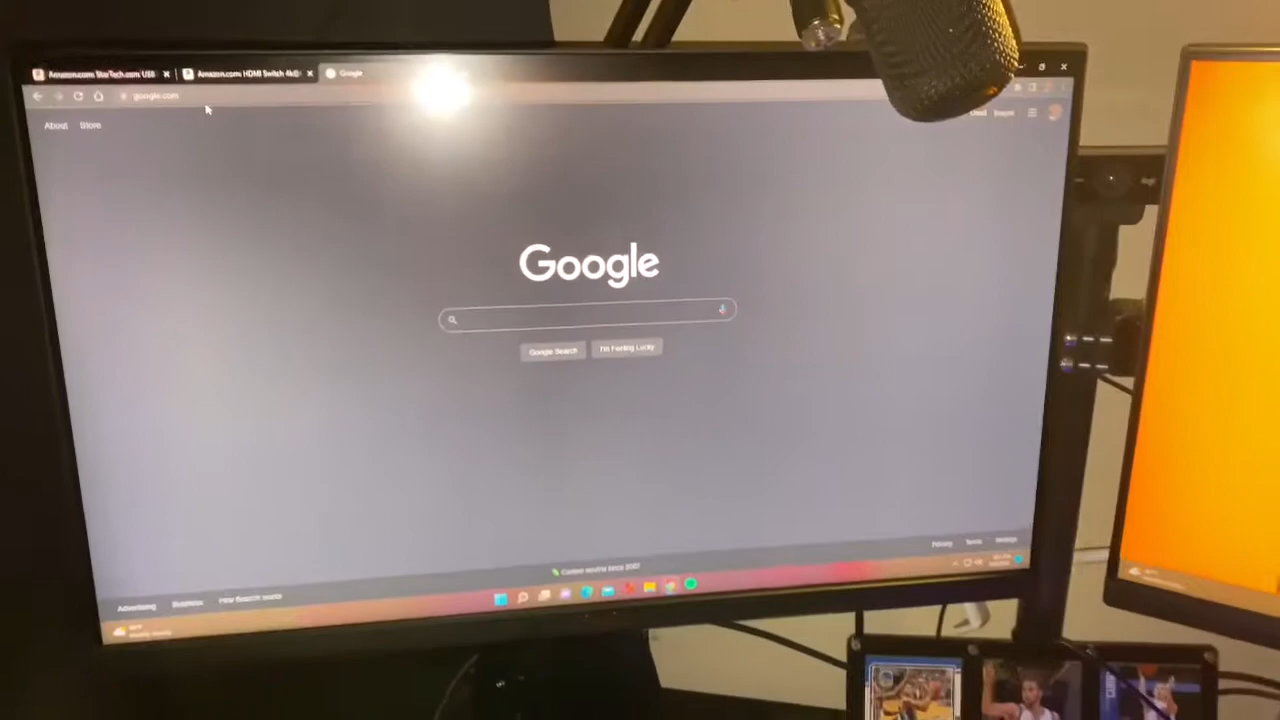 Amazon.com: StarTech.com USB
Amazon.com: HDMI Switch 4k@
Google
google.com
About Store
Google
Google Search I'm Feeling Lucky
Privacy Terms Settings
Carbon neutral since 2007
Advertising Business How Search works